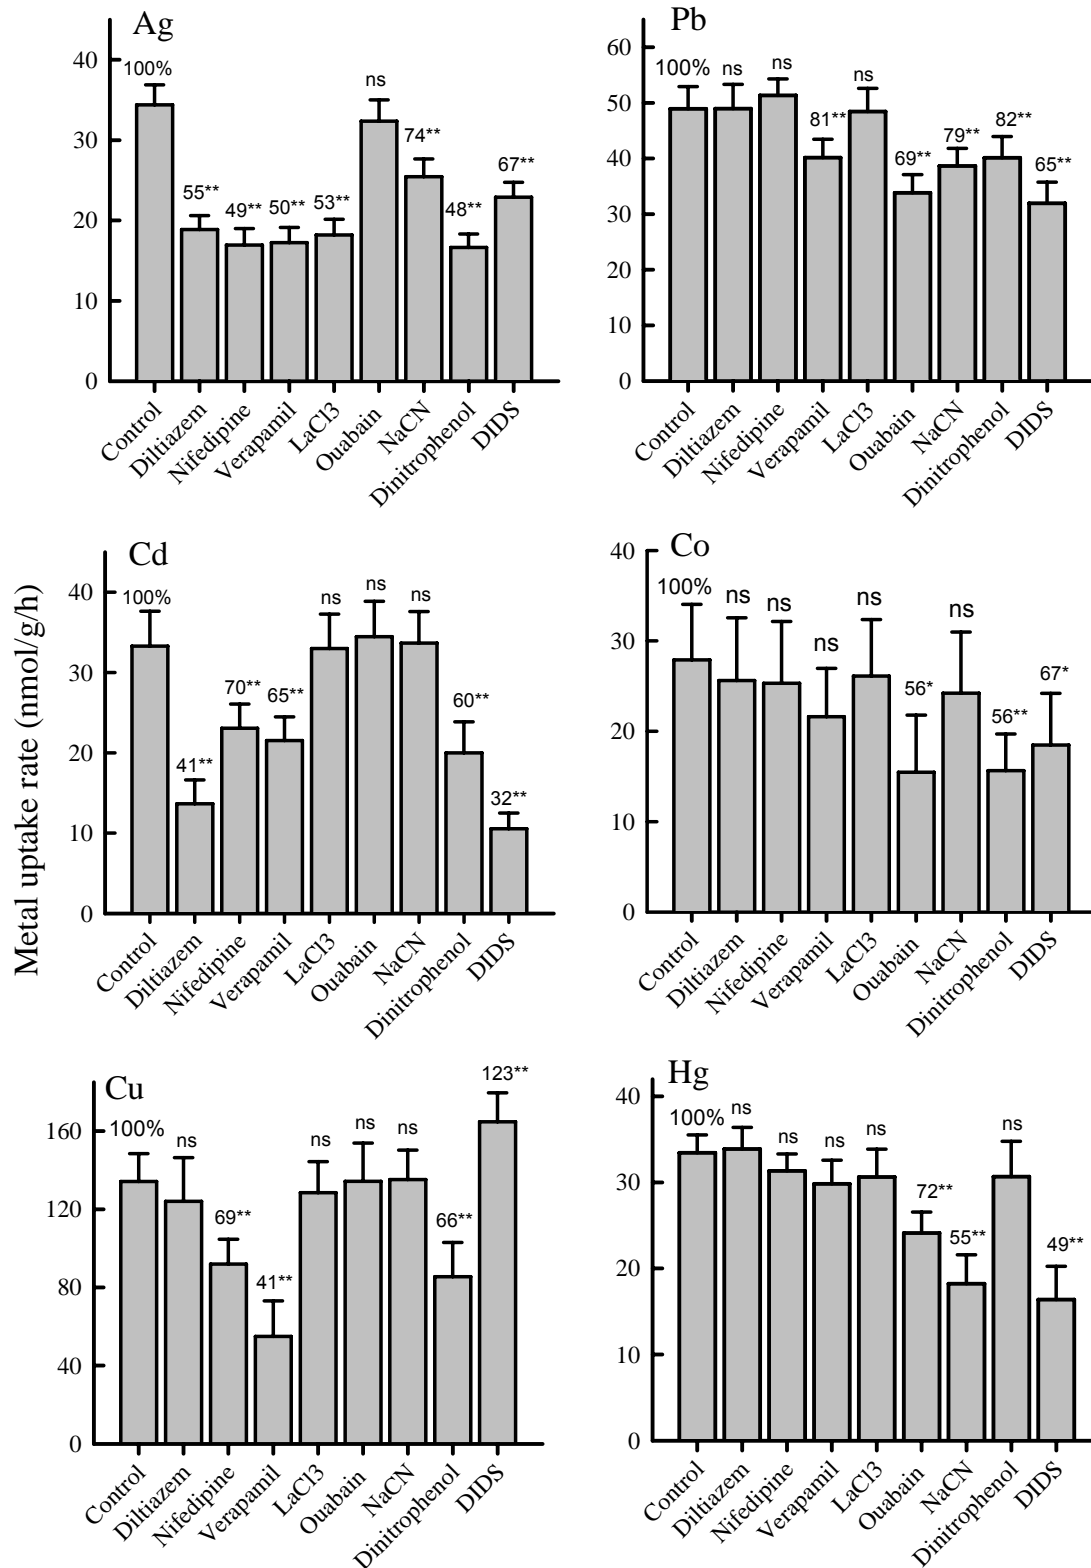 Metal uptake rate (nmol/g/h)
Ag
40
30
20
10
0
100%
55**
49**
50**
53**
ns
74**
48**
67**
Control
Diltiazem
Nifedipine
Verapamil
LaCl3
Ouabain
NaCN
Dinitrophenol
DIDS
Pb
60
50
40
30
20
10
0
100%
ns
ns
81**
ns
69**
79**
82**
65**
Control
Diltiazem
Nifedipine
Verapamil
LaCl3
Ouabain
NaCN
Dinitrophenol
DIDS
Cd
40
30
20
10
0
100%
41**
70**
65**
ns
ns
ns
60**
32**
Control
Diltiazem
Nifedipine
Verapamil
LaCl3
Ouabain
NaCN
Dinitrophenol
DIDS
Co
40
30
20
10
0
100%
ns
ns
ns
ns
56*
ns
56**
67*
Control
Diltiazem
Nifedipine
Verapamil
LaCl3
Ouabain
NaCN
Dinitrophenol
DIDS
Cu
160
120
80
40
0
100%
ns
69**
41**
ns
ns
ns
66**
123**
Control
Diltiazem
Nifedipine
Verapamil
LaCl3
Ouabain
NaCN
Dinitrophenol
DIDS
Hg
40
30
20
10
0
100%
ns
ns
ns
ns
72**
55**
ns
49**
Control
Diltiazem
Nifedipine
Verapamil
LaCl3
Ouabain
NaCN
Dinitrophenol
DIDS